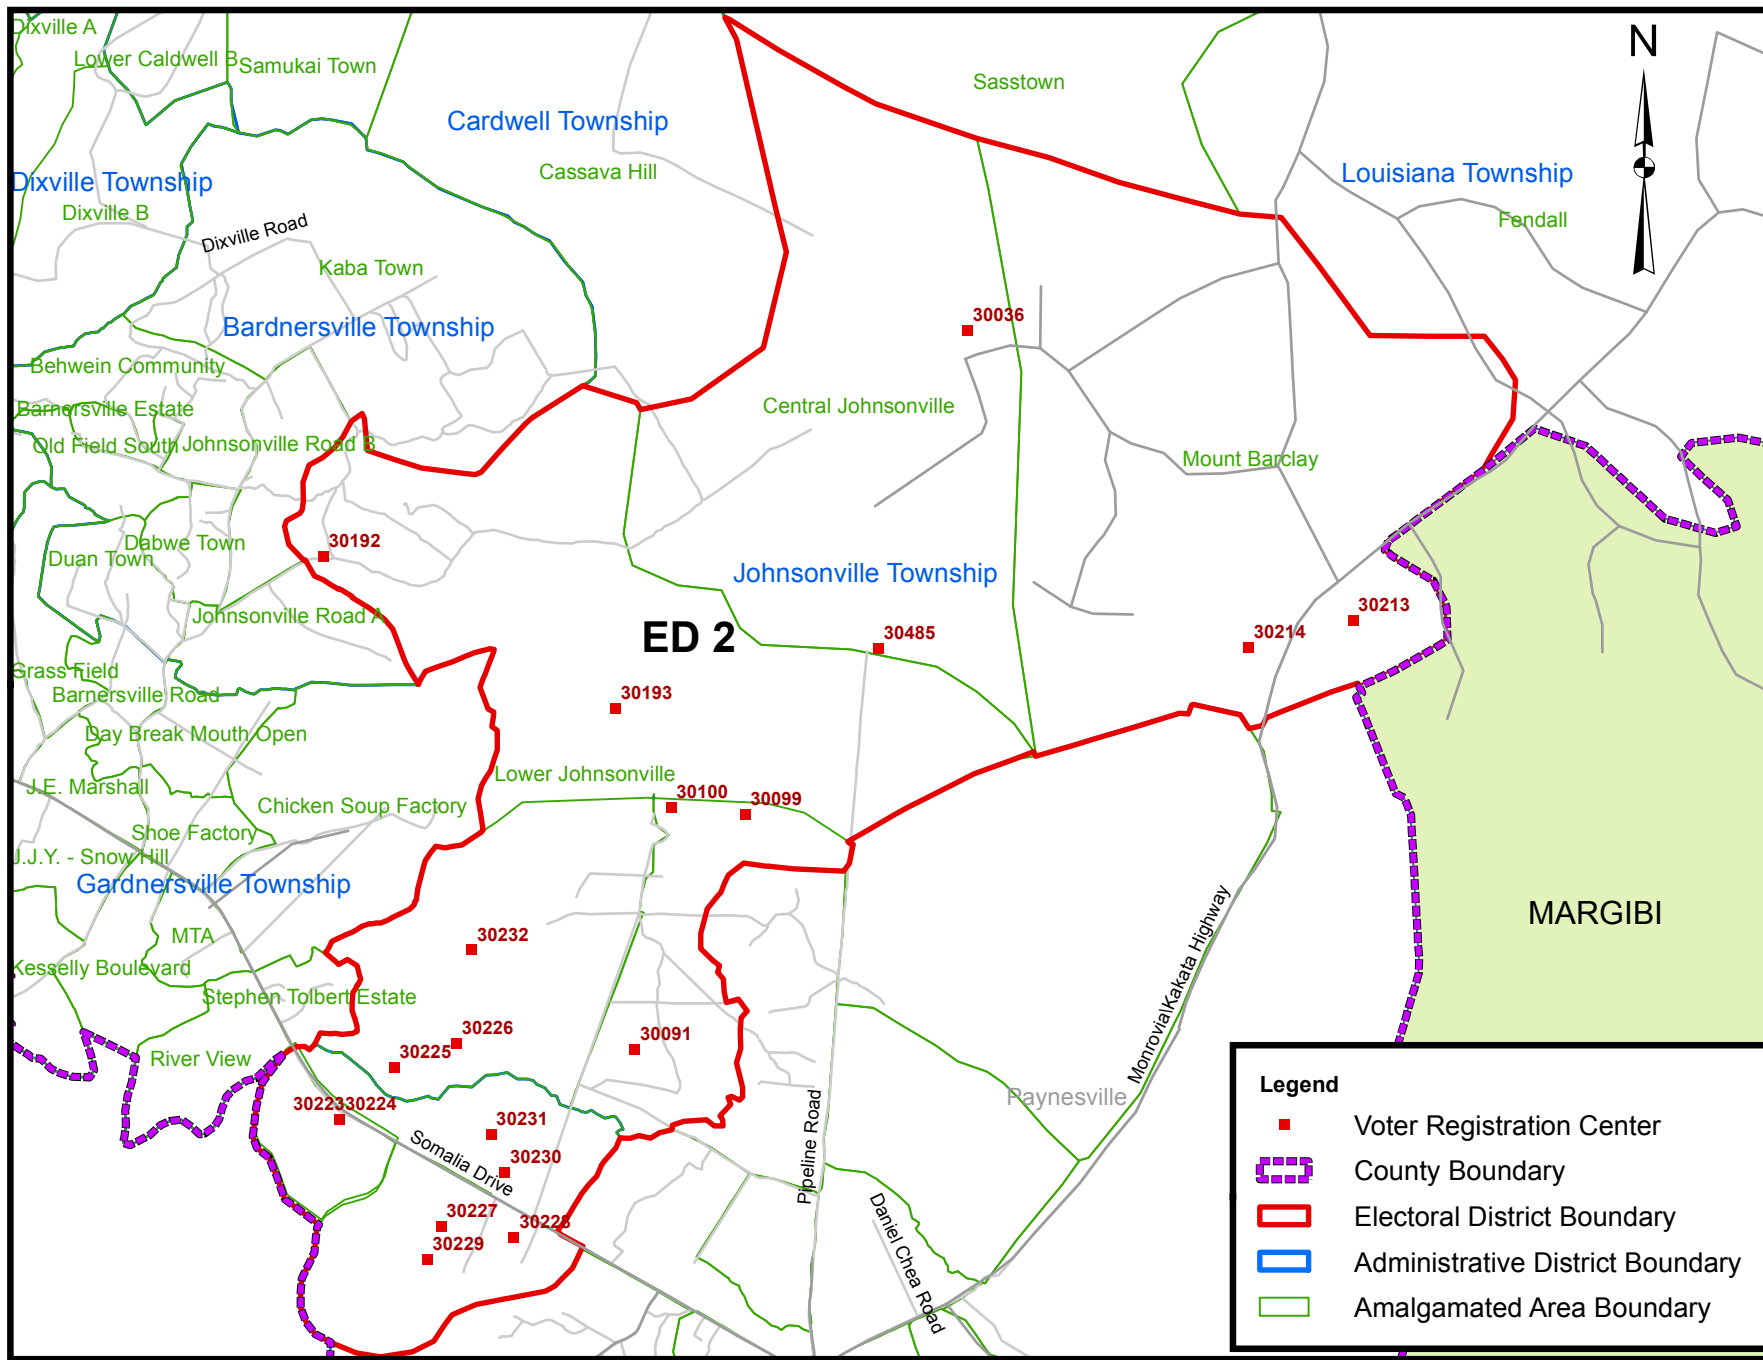 Dixville A
Lower Caldwell B
Samukai Town
Sasstown
N
Cardwell Township
Cassava Hill
Louisiana Township
Dixville Township
Dixville B
Fendall
Dixville Road
Kaba Town
30036
Bardnersville Township
Behwein Community
Barnersville Estate
Central Johnsonville
Old Field South
Johnsonville Road B
Mount Barclay
30192
Dabwe Town
Duan Town
Johnsonville Township
Johnsonville Road A
30213
ED 2
30485
30214
Grass Field
Barnersville Road
30193
Day Break Mouth Open
Lower Johnsonville
J.E. Marshall
30100
30099
Chicken Soup Factory
Shoe Factory
J.J.Y. - Snow Hill
Gardnersville Township
MARGIBI
MTA
30232
Kesselly Boulevard
Stephen Tolbert Estate
Monrovia\Kakata Highway
30226
30091
30225
River View
Paynesville
3022330224
30231
Somalia Drive
30230
Pipeline Road
30227
30228
30229
Daniel Chea Road
Legend
Voter Registration Center
County Boundary
Electoral District Boundary
Administrative District Boundary
Amalgamated Area Boundary